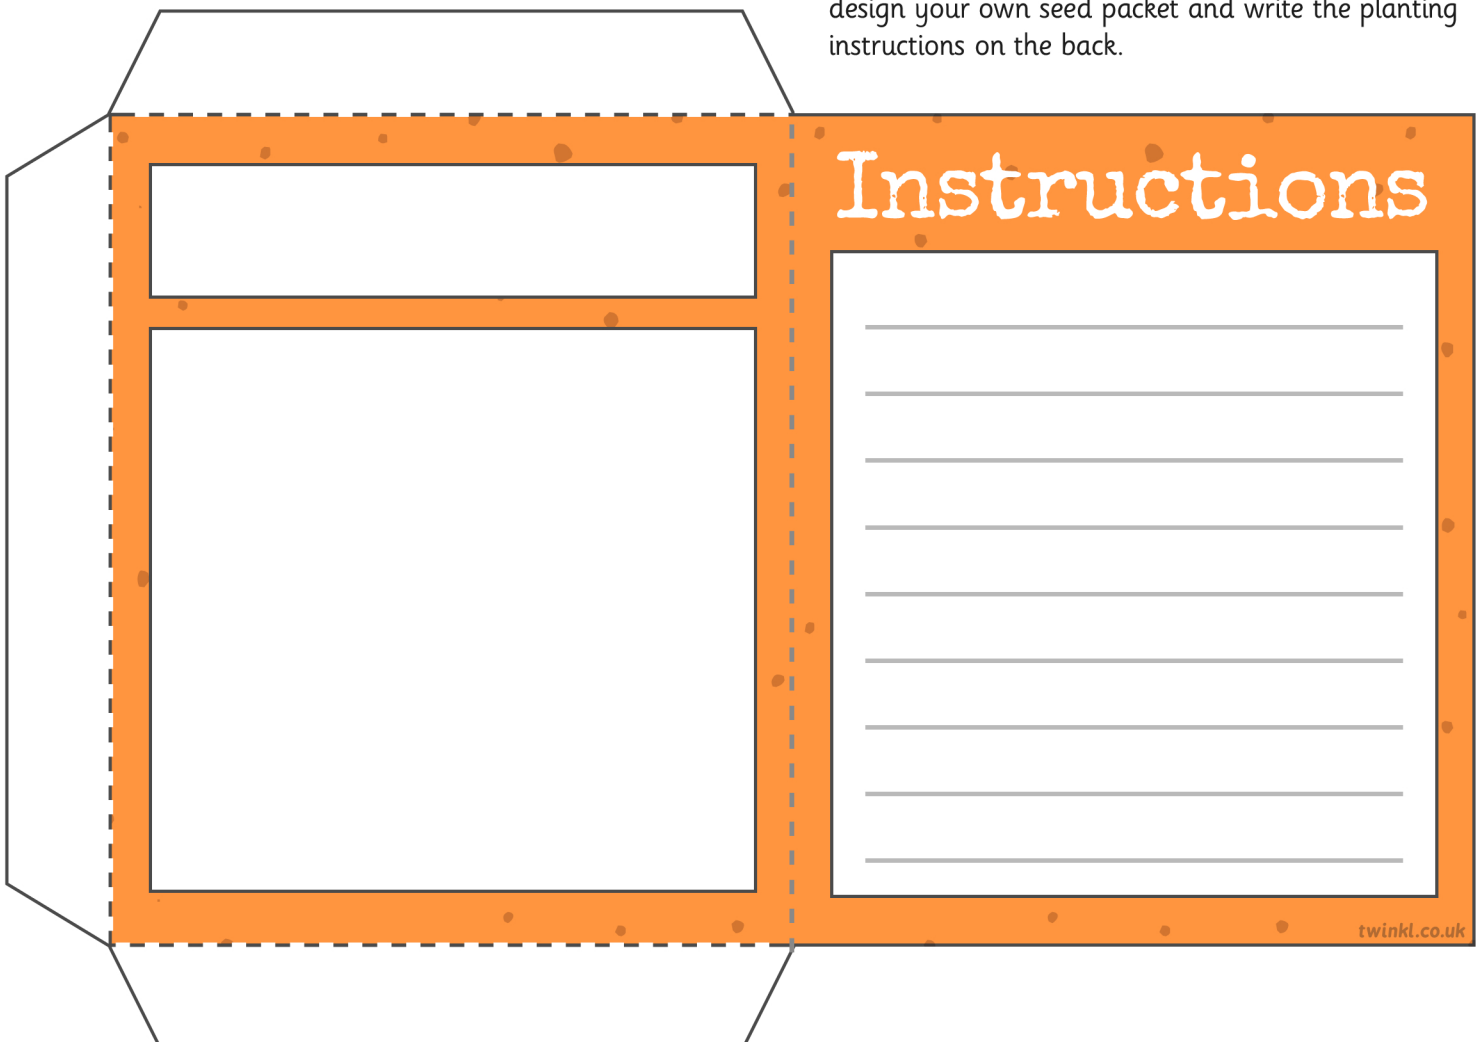 design your own seed packet and write the planting
instructions on the back.
Instructions
twinkl.co.uk